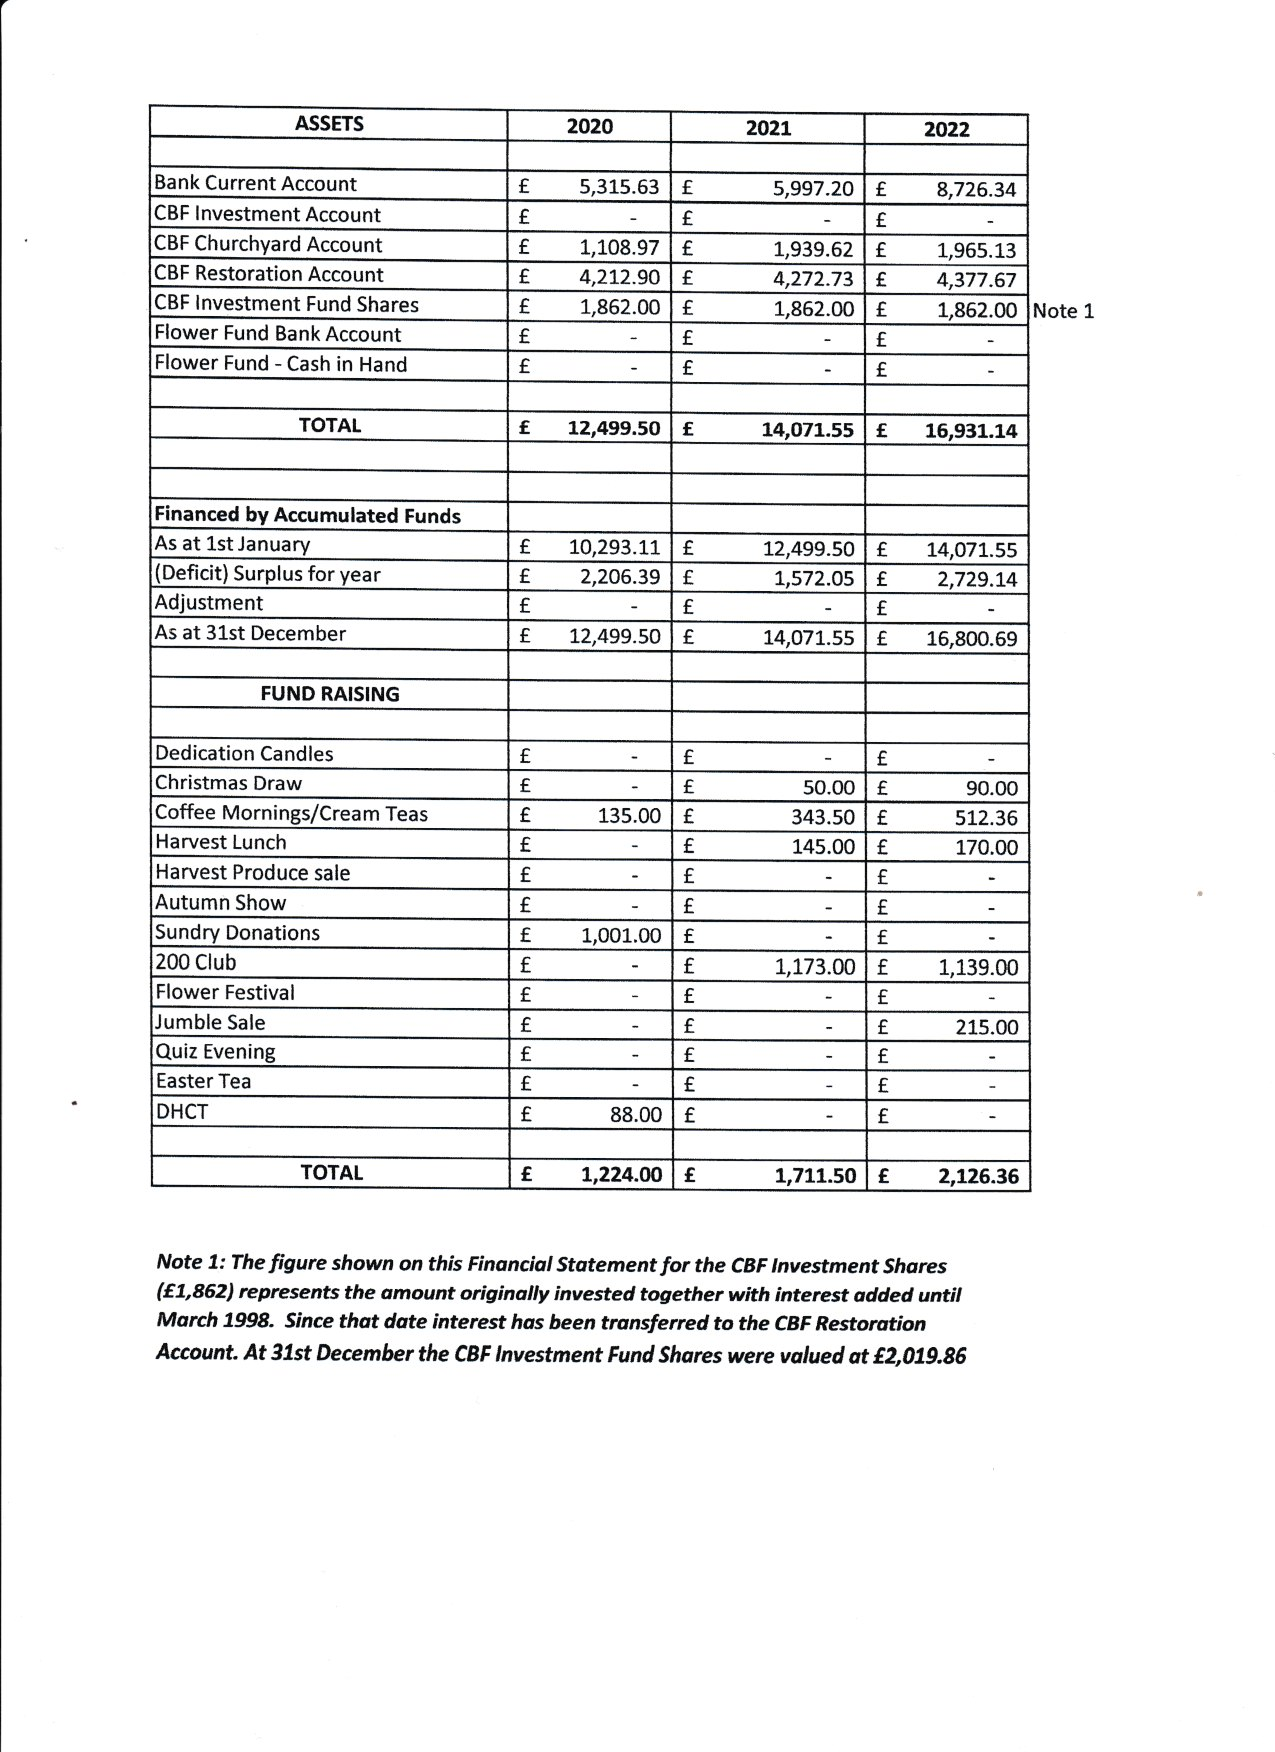 ASSETS 2020 2021 2022
Bank Current Account £ 5,315.63 £ 5,997.20 £ 8,726.34
CBF Investment Account £ - £ - £ -
CBF Churchyard Account £ 1,108.97 £ 1,939.62 £ 1,965.13
CBF Restoration Account £ 4,212.90 £ 4,272.73 £ 4,377.67
CBF Investment Fund Shares £ 1,862.00 £ 1,862.00 £ 1,862.00 Note 1
Flower Fund Bank Account £ - £ - £ -
Flower Fund - Cash in Hand £ - £ - £ -
TOTAL £ 12,499.50 £ 14,071.55 £ 16,931.14
Financed by Accumulated Funds
As at 1st January £ 10,293.11 £ 12,499.50 £ 14,071.55
(Deficit) Surplus for year £ 2,206.39 £ 1,572.05 £ 2,729.14
Adjustment £ - £ - £ -
As at 31st December £ 12,499.50 £ 14,071.55 £ 16,800.69
FUND RAISING
Dedication Candles £ - £ - £ -
Christmas Draw £ - £ 50.00 £ 90.00
Coffee Mornings/Cream Teas £ 135.00 £ 343.50 £ 512.36
Harvest Lunch £ - £ 145.00 £ 170.00
Harvest Produce sale £ - £ - £ -
Autumn Show £ - £ - £ -
Sundry Donations £ 1,001.00 £ - £ -
200 Club £ - £ 1,173.00 £ 1,139.00
Flower Festival £ - £ - £ -
Jumble Sale £ - £ - £ 215.00
Quiz Evening £ - £ - £ -
Easter Tea £ - £ - £ -
DHCT £ 88.00 £ - £ -
TOTAL £ 1,224.00 £ 1,711.50 £ 2,126.36
Note 1: The figure shown on this Financial Statement for the CBF Investment Shares
(£1,862) represents the amount originally invested together with interest added until
March 1998. Since that date interest has been transferred to the CBF Restoration
Account. At 31st December the CBF Investment Fund Shares were valued at £2,019.86